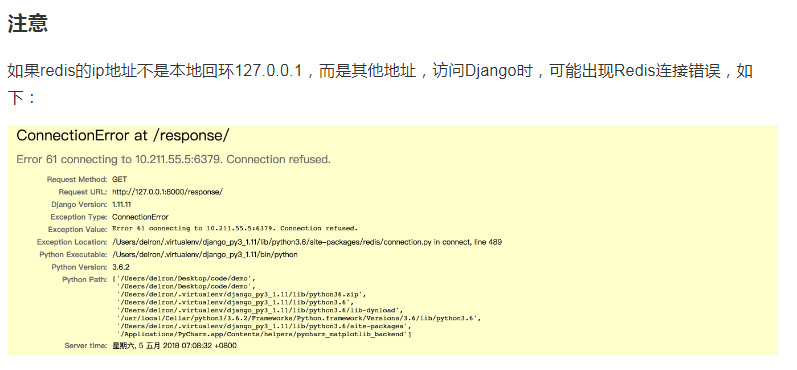 注意
如果redis的ip地址不是本地回环127.0.0.1，而是其他地址，访问Django时，可能出现Redis连接错误，如
下：
ConnectionError at /response/
Error 61 connecting to 10.211.55.5:6379. Connection refused.
Request Method: GET
Request URL: http://127.0.0.1:8000/response/
Django Version: 1.11.11
Exception Type: ConnectionError
Exception Value: Error 61 connecting to 10.211.55.5:6379. Connection refused.
Exception Location: /Users/delron/.virtualenv/django_py3_1.11/lib/python3.6/site-packages/redis/connection.py in connect, line 489
Python Executable: /Users/delron/.virtualenv/django_py3_1.11/bin/python
Python Version: 3.6.2
Python Path: ['/Users/delron/Desktop/code/demo',
'/Users/delron/Desktop/code/demo',
'/Users/delron/.virtualenv/django_py3_1.11/lib/python36.zip',
'/Users/delron/.virtualenv/django_py3_1.11/lib/python3.6',
'/Users/delron/.virtualenv/django_py3_1.11/lib/python3.6/lib-dynload',
'/usr/local/Cellar/python3/3.6.2/Frameworks/Python.framework/Versions/3.6/lib/python3.6',
'/Users/delron/.virtualenv/django_py3_1.11/lib/python3.6/site-packages',
'/Applications/PyCharm.app/Contents/helpers/pycharm_matplotlib_backend']
Server time: 星期六, 5 五月 2018 07:08:32 +0800